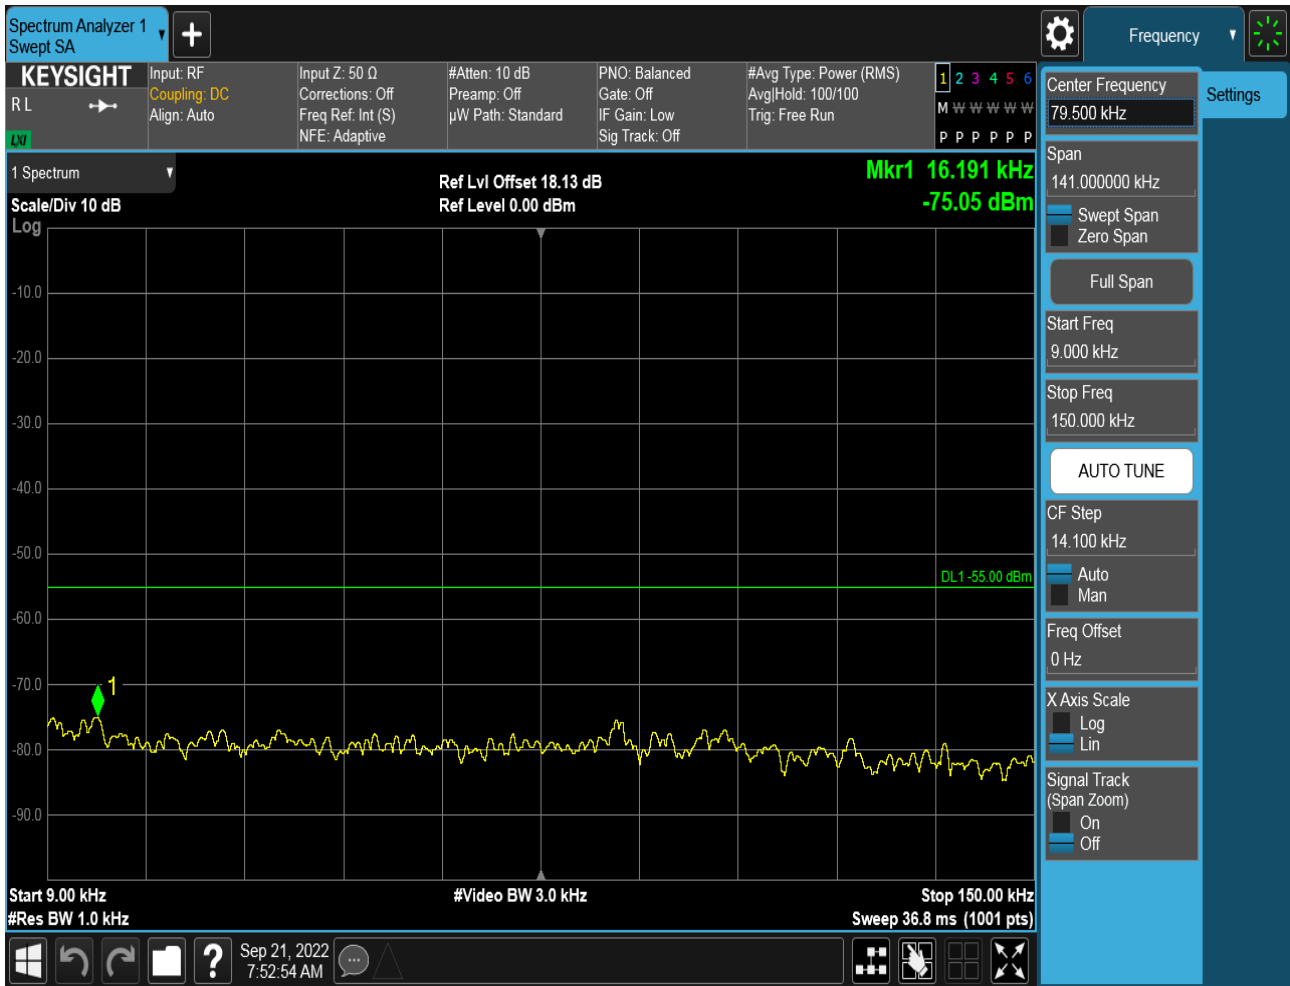 Spectrum Analyzer 1
Swept SA
Frequency
KEYSIGHT
R L
LXI
Input: RF
Coupling: DC
Align: Auto
Input Z: 50 Ω
Corrections: Off
Freq Ref: Int (S)
NFE: Adaptive
#Atten: 10 dB
Preamp: Off
µW Path: Standard
PNO: Balanced
Gate: Off
IF Gain: Low
Sig Track: Off
#Avg Type: Power (RMS)
Avg|Hold: 100/100
Trig: Free Run
1 2 3 4 5 6
M W W W W W
P P P P P P
1 Spectrum
Scale/Div 10 dB
Log
Ref Lvl Offset 18.13 dB
Ref Level 0.00 dBm
Mkr1 16.191 kHz
-75.05 dBm
-10.0
-20.0
-30.0
-40.0
-50.0
DL1 -55.00 dBm
-60.0
-70.0
1
-80.0
-90.0
Start 9.00 kHz
#Res BW 1.0 kHz
#Video BW 3.0 kHz
Stop 150.00 kHz
Sweep 36.8 ms (1001 pts)
?
Sep 21, 2022
7:52:54 AM
Center Frequency
79.500 kHz
Settings
Span
141.000000 kHz
Swept Span
Zero Span
Full Span
Start Freq
9.000 kHz
Stop Freq
150.000 kHz
AUTO TUNE
CF Step
14.100 kHz
Auto
Man
Freq Offset
0 Hz
X Axis Scale
Log
Lin
Signal Track
(Span Zoom)
On
Off